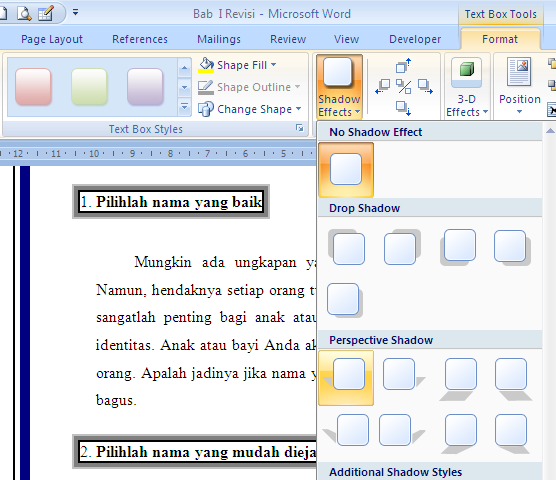 Bab I Revisi - Microsoft Word
Text Box Tools
Page Layout References Mailings Review View Developer Format
Shape Fill
Shape Outline
Change Shape
Text Box Styles
Shadow Effects
3-D Effects
Position
12 11 10 9 8 7 6 5
No Shadow Effect
Drop Shadow
Perspective Shadow
Additional Shadow Styles
1. Pilihlah nama yang baik
Mungkin ada ungkapan ya
Namun, hendaknya setiap orang tu
sangatlah penting bagi anak atau
identitas. Anak atau bayi Anda ak
orang. Apalah jadinya jika nama y
bagus.
2. Pilihlah nama yang mudah dieja